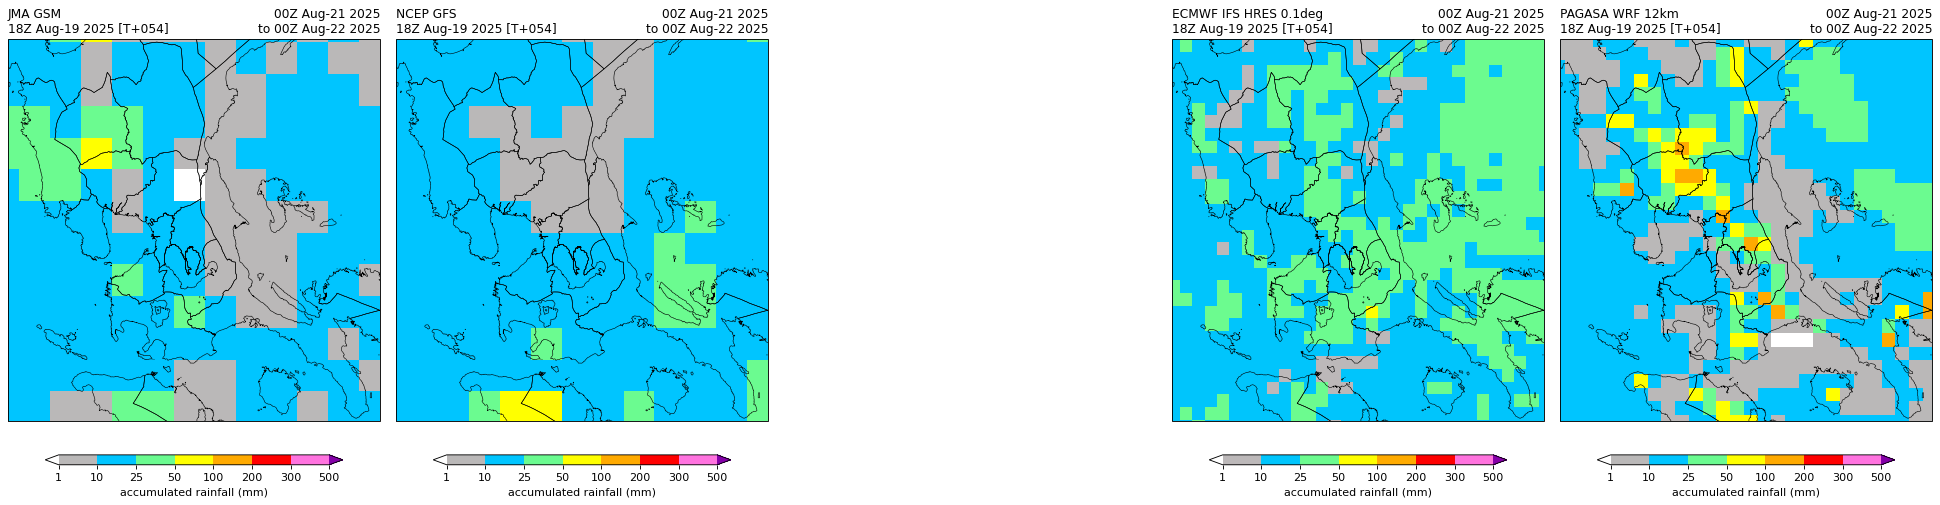 JMA GSM 00Z Aug-21 2025
18Z Aug-19 2025 [T+054] to 00Z Aug-22 2025
NCEP GFS 00Z Aug-21 2025
18Z Aug-19 2025 [T+054] to 00Z Aug-22 2025
ECMWF IFS HRES 0.1deg 00Z Aug-21 2025
18Z Aug-19 2025 [T+054] to 00Z Aug-22 2025
PAGASA WRF 12km 00Z Aug-21 2025
18Z Aug-19 2025 [T+054] to 00Z Aug-22 2025
1 10 25 50 100 200 300 500
accumulated rainfall (mm)
1 10 25 50 100 200 300 500
accumulated rainfall (mm)
1 10 25 50 100 200 300 500
accumulated rainfall (mm)
1 10 25 50 100 200 300 500
accumulated rainfall (mm)